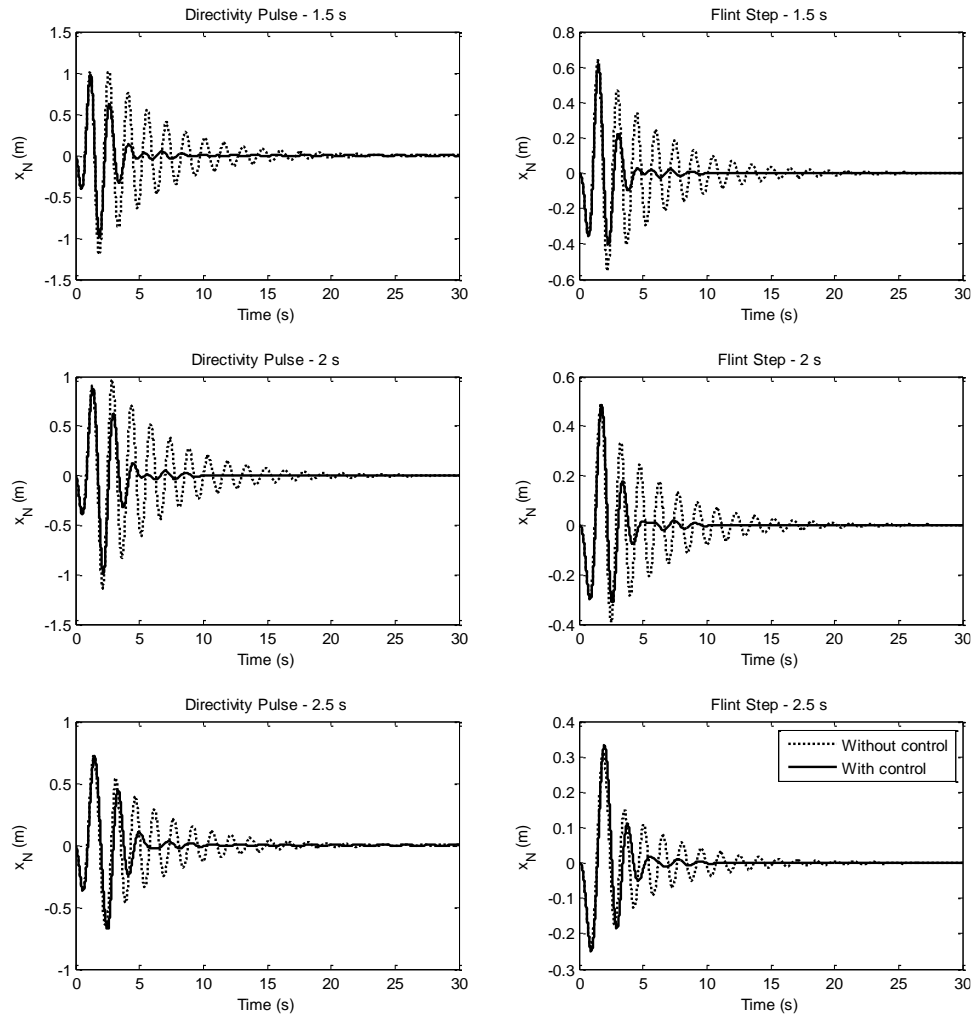 Directivity Pulse - 1.5 s
x_N (m)
1.5
1
0.5
0
-0.5
-1
-1.5
0 5 10 15 20 25 30
Time (s)
Flint Step - 1.5 s
x_N (m)
0.8
0.6
0.4
0.2
0
-0.2
-0.4
0.6
0 5 10 15 20 25 30
Time (s)
Directivity Pulse - 2 s
x_N (m)
1
0.5
0
-0.5
-1
-1.5
0 5 10 15 20 25 30
Time (s)
Flint Step - 2 s
x_N (m)
0.6
0.4
0.2
0
-0.2
-0.4
0 5 10 15 20 25 30
Time (s)
Directivity Pulse - 2.5 s
x_N (m)
1
0.5
0
-0.5
-1
0 5 10 15 20 25 30
Time (s)
Flint Step - 2.5 s
x_N (m)
0.4
0.3
0.2
0.1
0
-0.1
-0.2
-0.3
0 5 10 15 20 25 30
Time (s)
Without control
With control